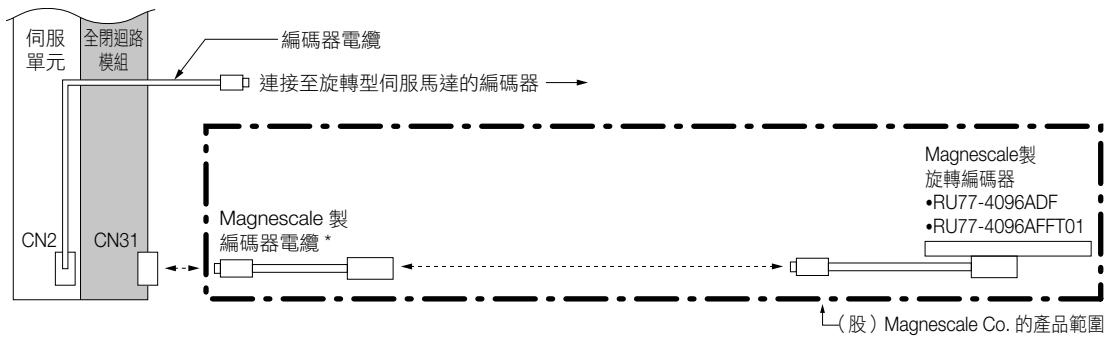 伺服
單元
全閉迴路
模組
編碼器電纜
連接至旋轉型伺服馬達的編碼器
Magnescale製
旋轉編碼器
•RU77-4096ADF
•RU77-4096AFFT01
CN2
CN31
Magnescale 製
編碼器電纜 *
(股)Magnescale Co. 的產品範圍